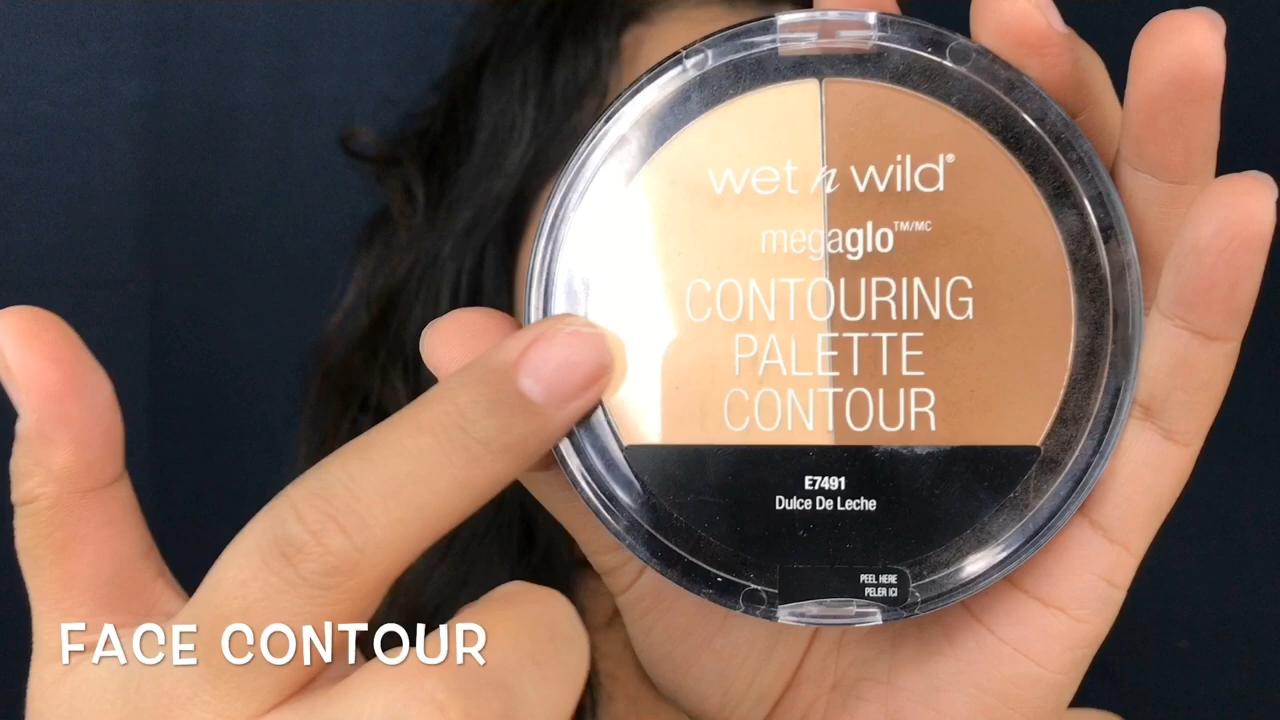 wet n wild®
megaglo™/MC
CONTOURING
PALETTE
CONTOUR
E7491
Dulce De Leche
PEEL HERE
PELER ICI
FACE CONTOUR